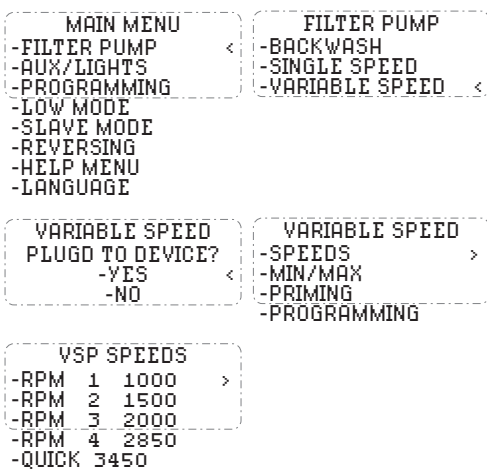 MAIN MENU
-FILTER PUMP <
-AUX/LIGHTS
-PROGRAMMING
-LOW MODE
-SLAVE MODE
-REVERSING
-HELP MENU
-LANGUAGE
FILTER PUMP
-BACKWASH
-SINGLE SPEED
-VARIABLE SPEED <
VARIABLE SPEED
PLUGD TO DEVICE?
-YES <
-NO
VARIABLE SPEED
-SPEEDS >
-MIN/MAX
-PRIMING
-PROGRAMMING
VSP SPEEDS
-RPM 1 1000 >
-RPM 2 1500
-RPM 3 2000
-RPM 4 2850
-QUICK 3450